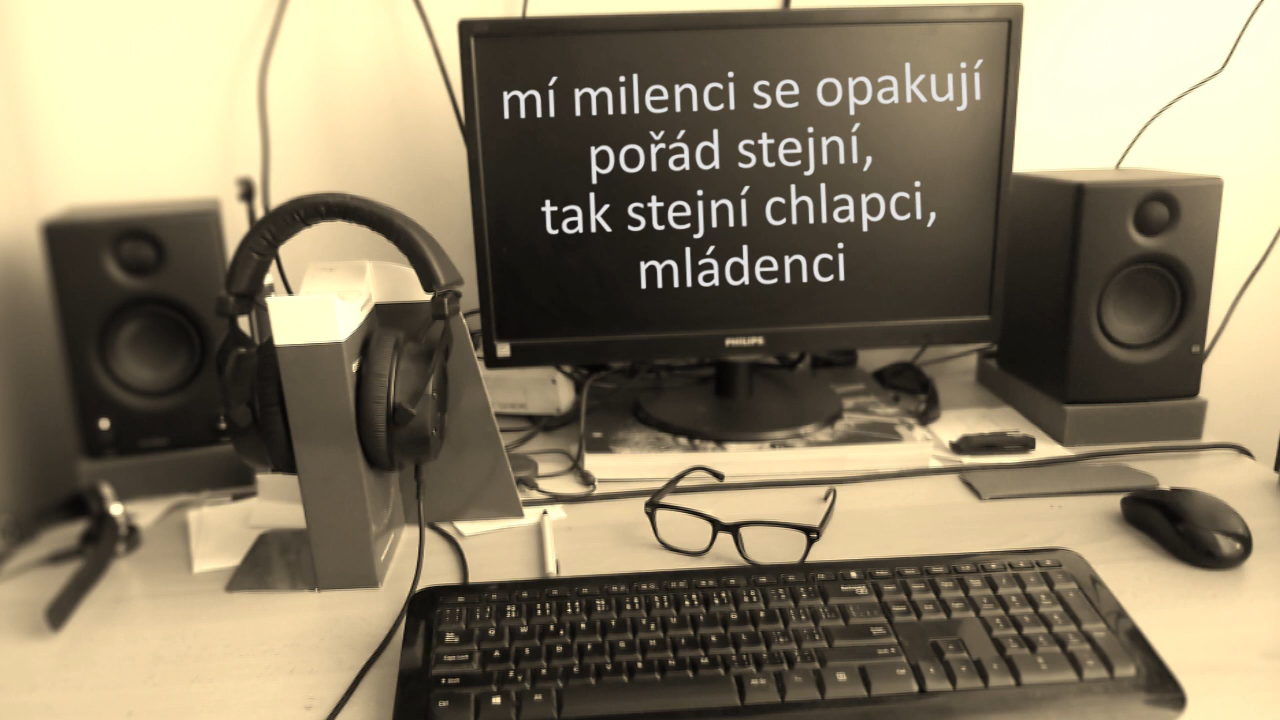 mí milenci se opakují
pořád stejní,
tak stejní chlapci,
mládenci
PHILIPS